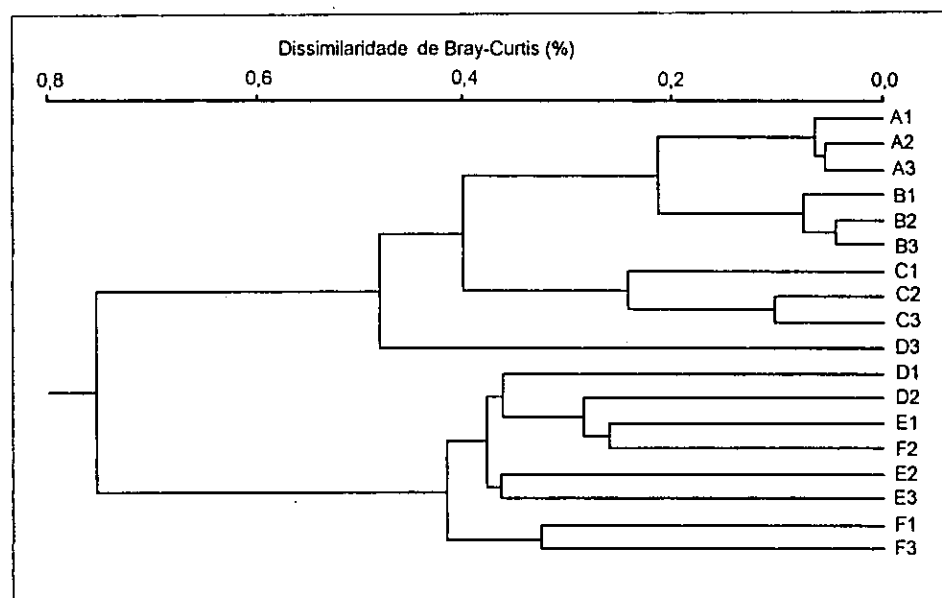 Dissimilaridade de Bray-Curtis (%)
0,8 0,6 0,4 0,2 0,0
A1
A2
A3
B1
B2
B3
C1
C2
C3
D3
D1
D2
E1
F2
E2
E3
F1
F3